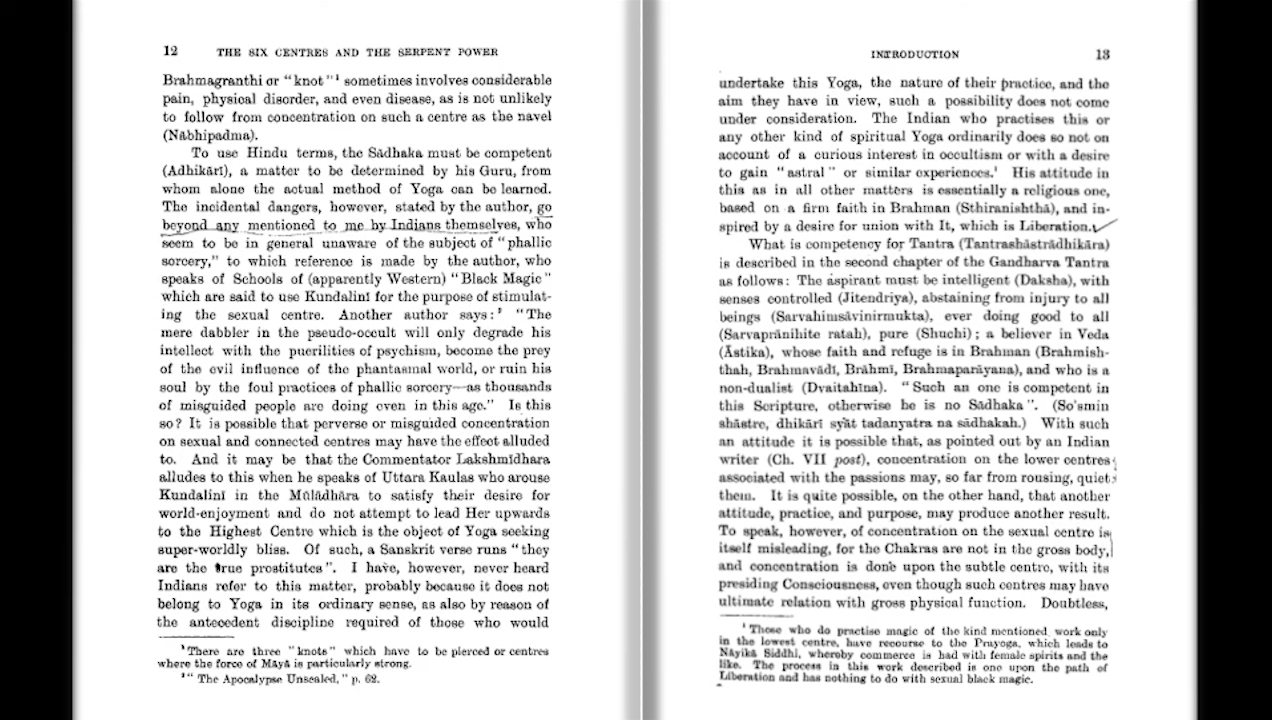 12 THE SIX CENTRES AND THE SERPENT POWER
Brahmagranthi or "knot"¹ sometimes involves considerable
pain, physical disorder, and even disease, as is not unlikely
to follow from concentration on such a centre as the navel
(Nābhipadma).
To use Hindu terms, the Sādhaka must be competent
(Adhikārī), a matter to be determined by his Guru, from
whom alone the actual method of Yoga can be learned.
The incidental dangers, however, stated by the author, go
beyond any mentioned to me by Indians themselves, who
seem to be in general unaware of the subject of "phallic
sorcery," to which reference is made by the author, who
speaks of Schools of (apparently Western) "Black Magic"
which are said to use Kundalinī for the purpose of stimulat-
ing the sexual centre. Another author says:² "The
mere dabbler in the pseudo-occult will only degrade his
intellect with the puerilities of psychism, become the prey
of the evil influence of the phantasmal world, or ruin his
soul by the foul practices of phallic sorcery—as thousands
of misguided people are doing even in this age." Is this
so? It is possible that perverse or misguided concentration
on sexual and connected centres may have the effect alluded
to. And it may be that the Commentator Lakshmīdhara
alludes to this when he speaks of Uttara Kaulas who arouse
Kundalinī in the Mūlādhāra to satisfy their desire for
world-enjoyment and do not attempt to lead Her upwards
to the Highest Centre which is the object of Yoga seeking
super-worldly bliss. Of such, a Sanskrit verse runs "they
are the true prostitutes". I have, however, never heard
Indians refer to this matter, probably because it does not
belong to Yoga in its ordinary sense, as also by reason of
the antecedent discipline required of those who would
¹ There are three "knots" which have to be pierced or centres
where the force of Māyā is particularly strong.
² "The Apocalypse Unsealed," p. 62.
INTRODUCTION 13
undertake this Yoga, the nature of their practice, and the
aim they have in view, such a possibility does not come
under consideration. The Indian who practises this or
any other kind of spiritual Yoga ordinarily does so not on
account of a curious interest in occultism or with a desire
to gain "astral" or similar experiences.¹ His attitude in
this as in all other matters is essentially a religious one,
based on a firm faith in Brahman (Sthiranishthā), and in-
spired by a desire for union with It, which is Liberation.
What is competency for Tantra (Tantrashāstrādhikāra)
is described in the second chapter of the Gandharva Tantra
as follows: The aspirant must be intelligent (Daksha), with
senses controlled (Jitendriya), abstaining from injury to all
beings (Sarvahimsāvinirmukta), ever doing good to all
(Sarvaprānihite ratah), pure (Shuchi); a believer in Veda
(Āstika), whose faith and refuge is in Brahman (Brahmish-
thah, Brahmavādī, Brāhmī, Brahmaparāyana), and who is a
non-dualist (Dvaitahīna). "Such an one is competent in
this Scripture, otherwise he is no Sādhaka". (So'smin
shāstre, dhikārī syāt tadanyatra na sādhakah.) With such
an attitude it is possible that, as pointed out by an Indian
writer (Ch. VII post), concentration on the lower centres
associated with the passions may, so far from rousing, quiet
them. It is quite possible, on the other hand, that another
attitude, practice, and purpose, may produce another result.
To speak, however, of concentration on the sexual centre is
itself misleading, for the Chakras are not in the gross body,
and concentration is done upon the subtle centre, with its
presiding Consciousness, even though such centres may have
ultimate relation with gross physical function. Doubtless,
¹ Those who do practise magic of the kind mentioned work only
in the lowest centre, have recourse to the Prayoga, which leads to
Nāyikā Siddhi, whereby commerce is had with female spirits and the
like. The process in this work described is one upon the path of
Liberation and has nothing to do with sexual black magic.